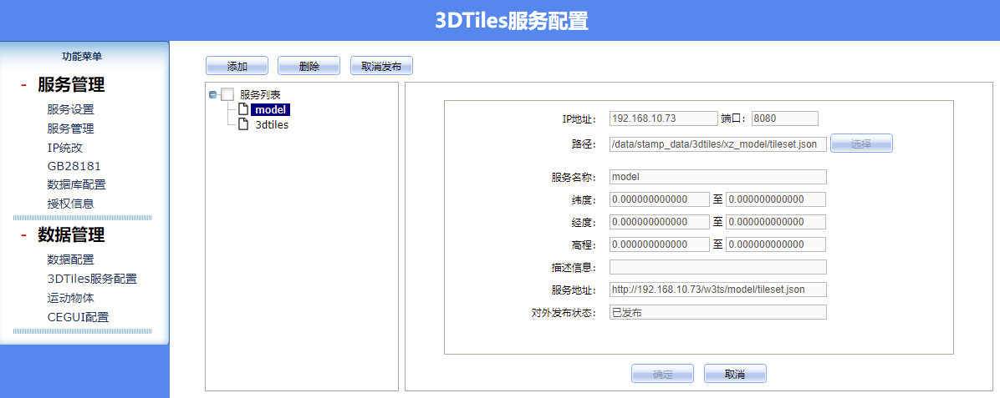 3DTiles服务配置
功能菜单
- 服务管理
服务设置
服务管理
IP统改
GB28181
数据库配置
授权信息
- 数据管理
数据配置
3DTiles服务配置
运动物体
CEGUI配置
添加 删除 取消发布
服务列表
model
3dtiles
IP地址: 192.168.10.73 端口: 8080
路径: /data/stamp_data/3dtiles/xz_model/tileset.json 选择
服务名称: model
纬度: 0.000000000000 至 0.000000000000
经度: 0.000000000000 至 0.000000000000
高程: 0.000000000000 至 0.000000000000
描述信息:
服务地址: http://192.168.10.73/w3ts/model/tileset.json
对外发布状态: 已发布
确定 取消